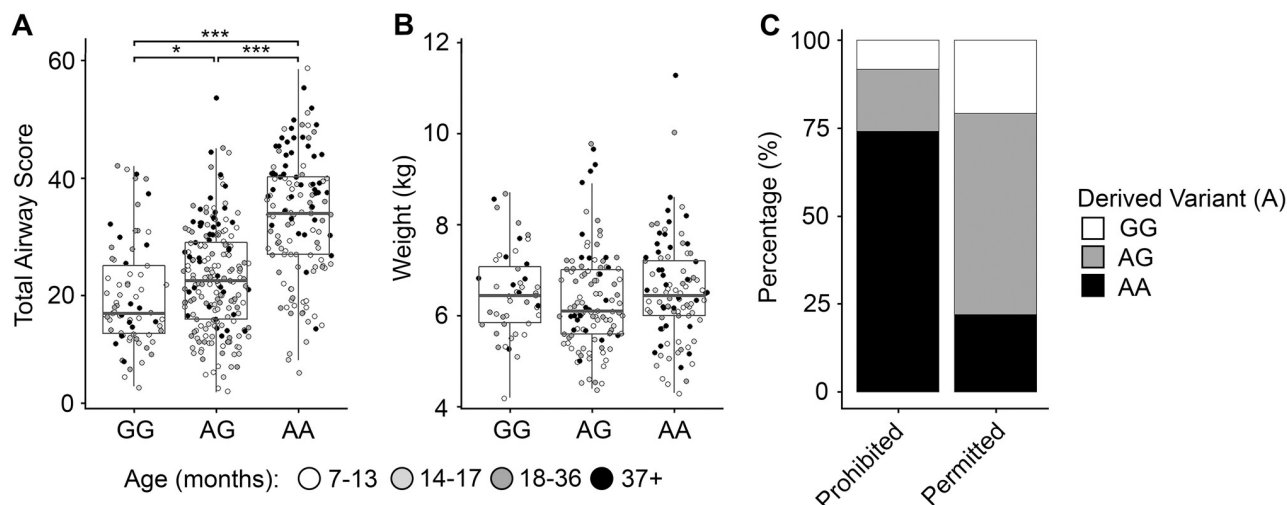 A
***
*
***
Total Airway Score
60
40
20
0
GG
AG
AA
B
Weight (kg)
12
10
8
6
4
GG
AG
AA
Age (months):
7-13
14-17
18-36
37+
C
Percentage (%)
100
75
50
25
0
Prohibited
Permitted
Derived Variant (A)
GG
AG
AA